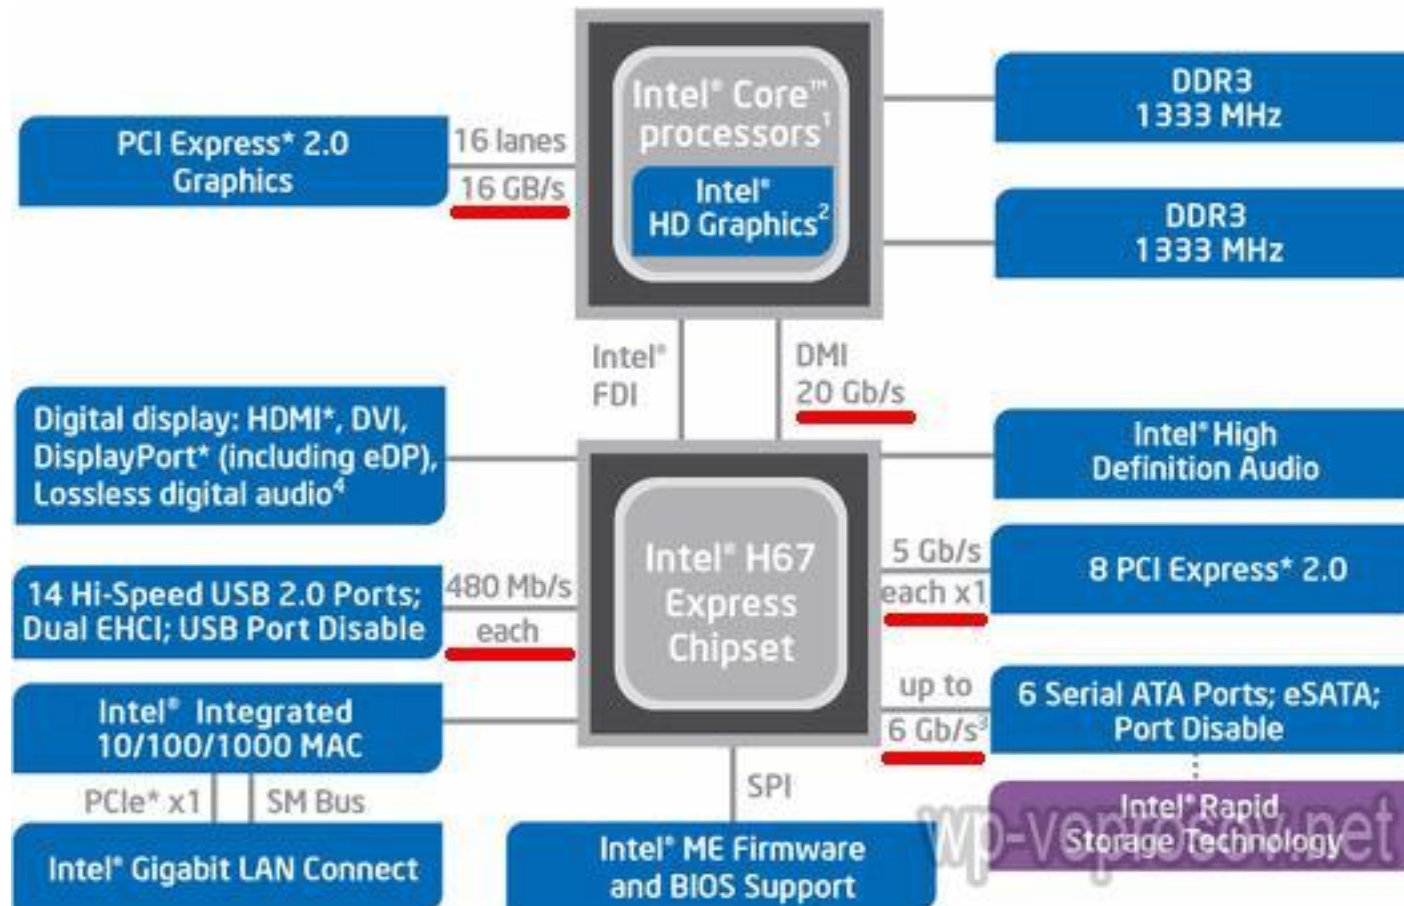 Intel® Core™
processors¹
Intel®
HD Graphics²
PCI Express* 2.0
Graphics
16 lanes
16 GB/s
DDR3
1333 MHz
DDR3
1333 MHz
Intel®
FDI
DMI
20 Gb/s
Digital display: HDMI*, DVI,
DisplayPort* (including eDP),
Lossless digital audio⁴
Intel® High
Definition Audio
Intel® H67
Express
Chipset
5 Gb/s
each x1
8 PCI Express* 2.0
14 Hi-Speed USB 2.0 Ports;
Dual EHCI; USB Port Disable
480 Mb/s
each
up to
6 Gb/s³
6 Serial ATA Ports; eSATA;
Port Disable
Intel® Integrated
10/100/1000 MAC
PCIe* x1
SM Bus
SPI
Intel® Rapid
Storage Technology
Intel® Gigabit LAN Connect
Intel® ME Firmware
and BIOS Support
wp-voprosov.net